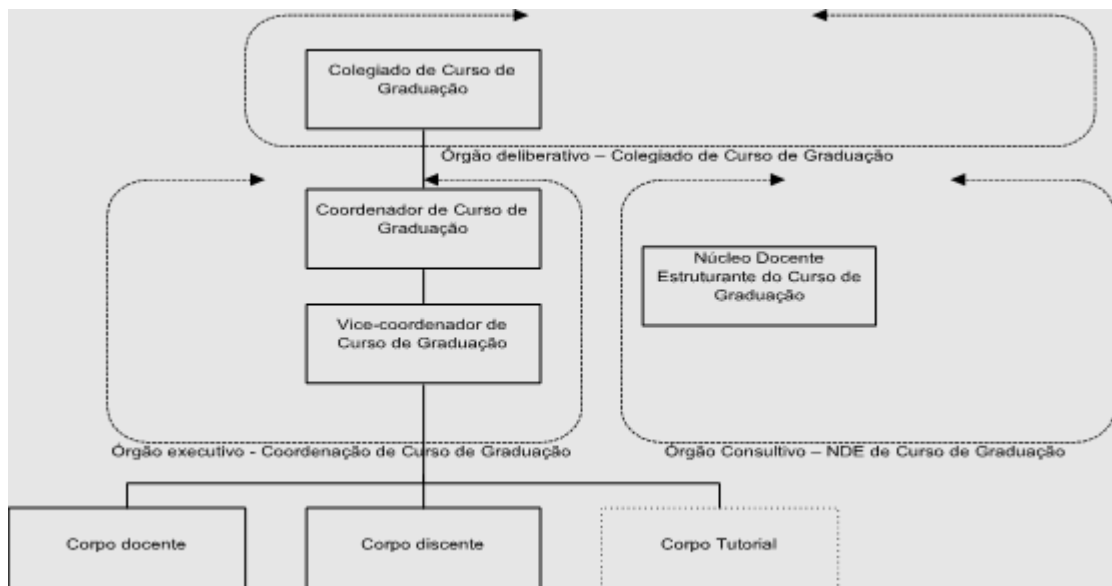 Colegiado de Curso de
Graduação
Órgão deliberativo – Colegiado de Curso de Graduação
Coordenador de Curso de
Graduação
Núcleo Docente
Estruturante do Curso de
Graduação
Vice-coordenador de
Curso de Graduação
Órgão executivo - Coordenação de Curso de Graduação
Órgão Consultivo – NDE de Curso de Graduação
Corpo docente
Corpo discente
Corpo Tutorial